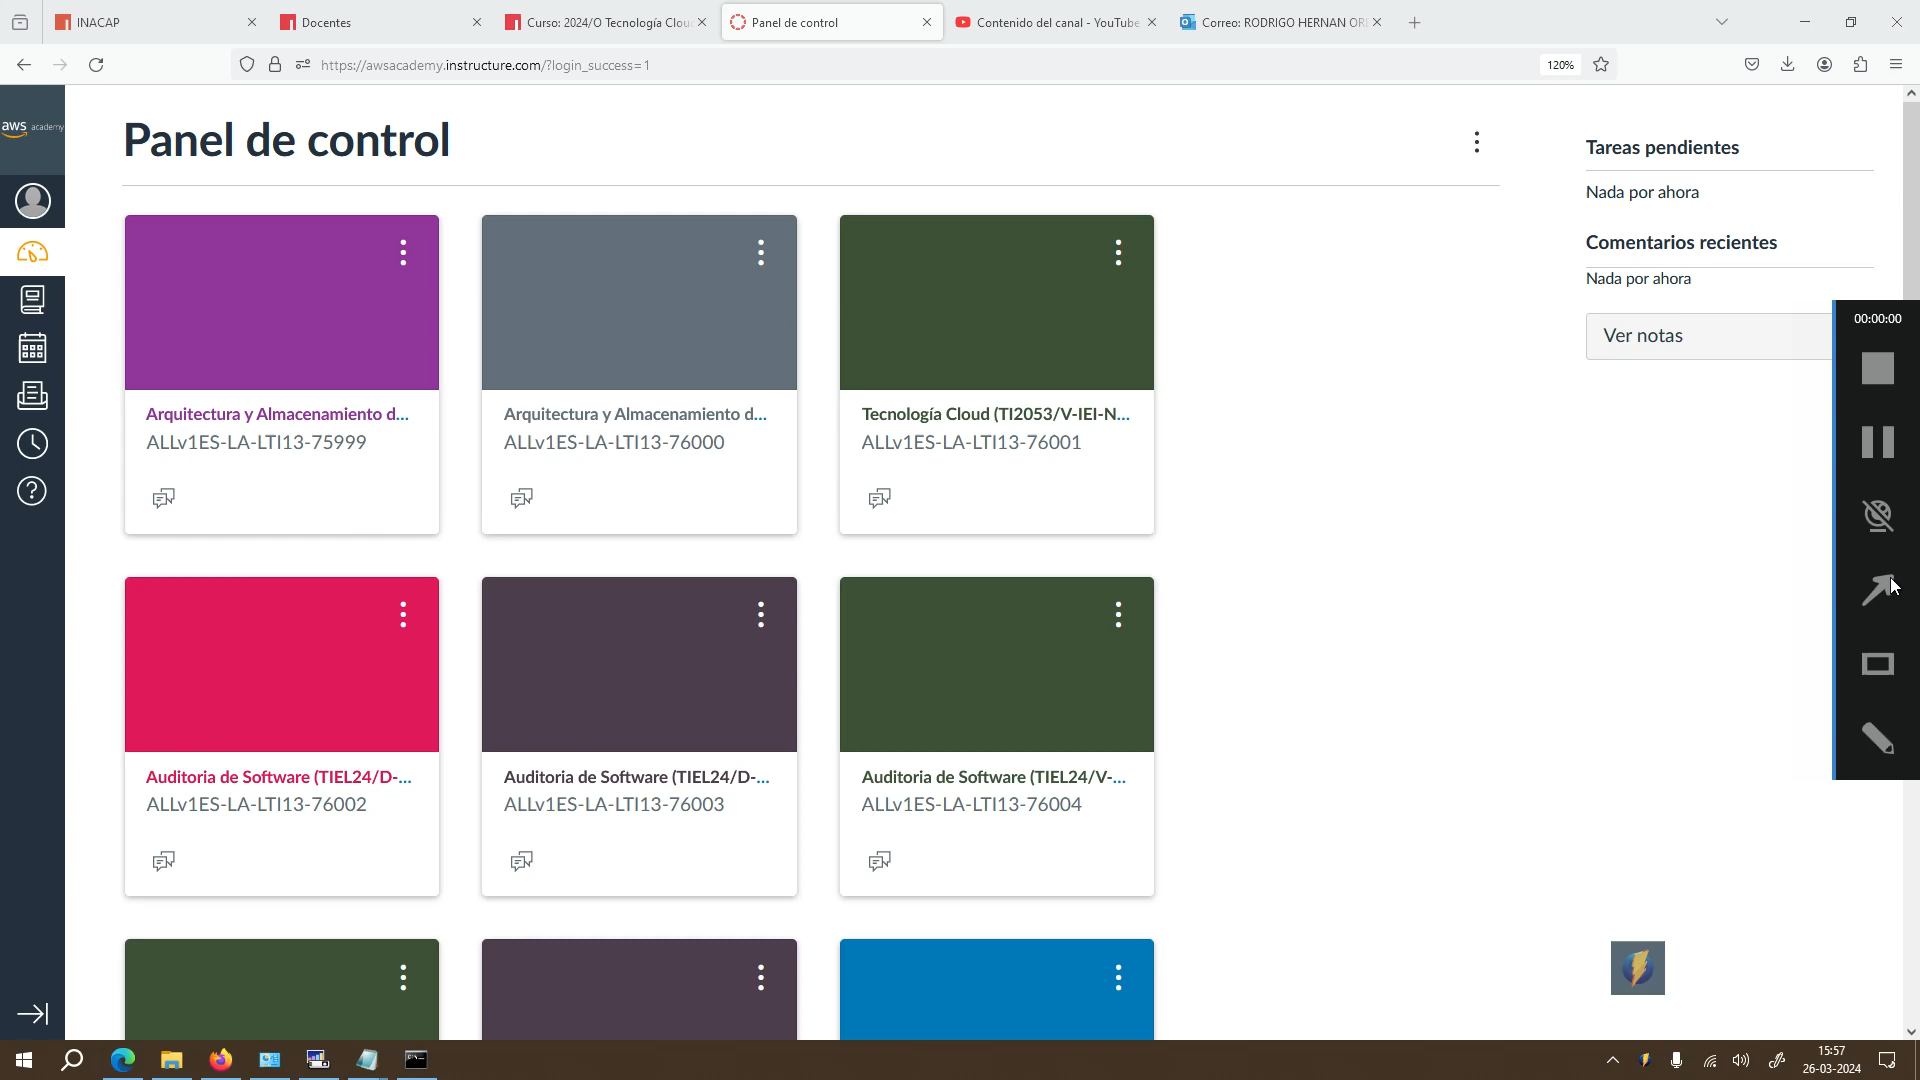 INACAP
Docentes
Curso: 2024/O Tecnología Clou
Panel de control
Contenido del canal - YouTube
Correo: RODRIGO HERNAN ORE
https://awsacademy.instructure.com/?login_success=1
120%
aws academy
Panel de control
Tareas pendientes
Nada por ahora
Comentarios recientes
Nada por ahora
Ver notas
00:00:00
Arquitectura y Almacenamiento d...
ALLv1ES-LA-LTI13-75999
Arquitectura y Almacenamiento d...
ALLv1ES-LA-LTI13-76000
Tecnología Cloud (TI2053/V-IEI-N...
ALLv1ES-LA-LTI13-76001
Auditoria de Software (TIEL24/D-...
ALLv1ES-LA-LTI13-76002
Auditoria de Software (TIEL24/D-...
ALLv1ES-LA-LTI13-76003
Auditoria de Software (TIEL24/V-...
ALLv1ES-LA-LTI13-76004
15:57
26-03-2024